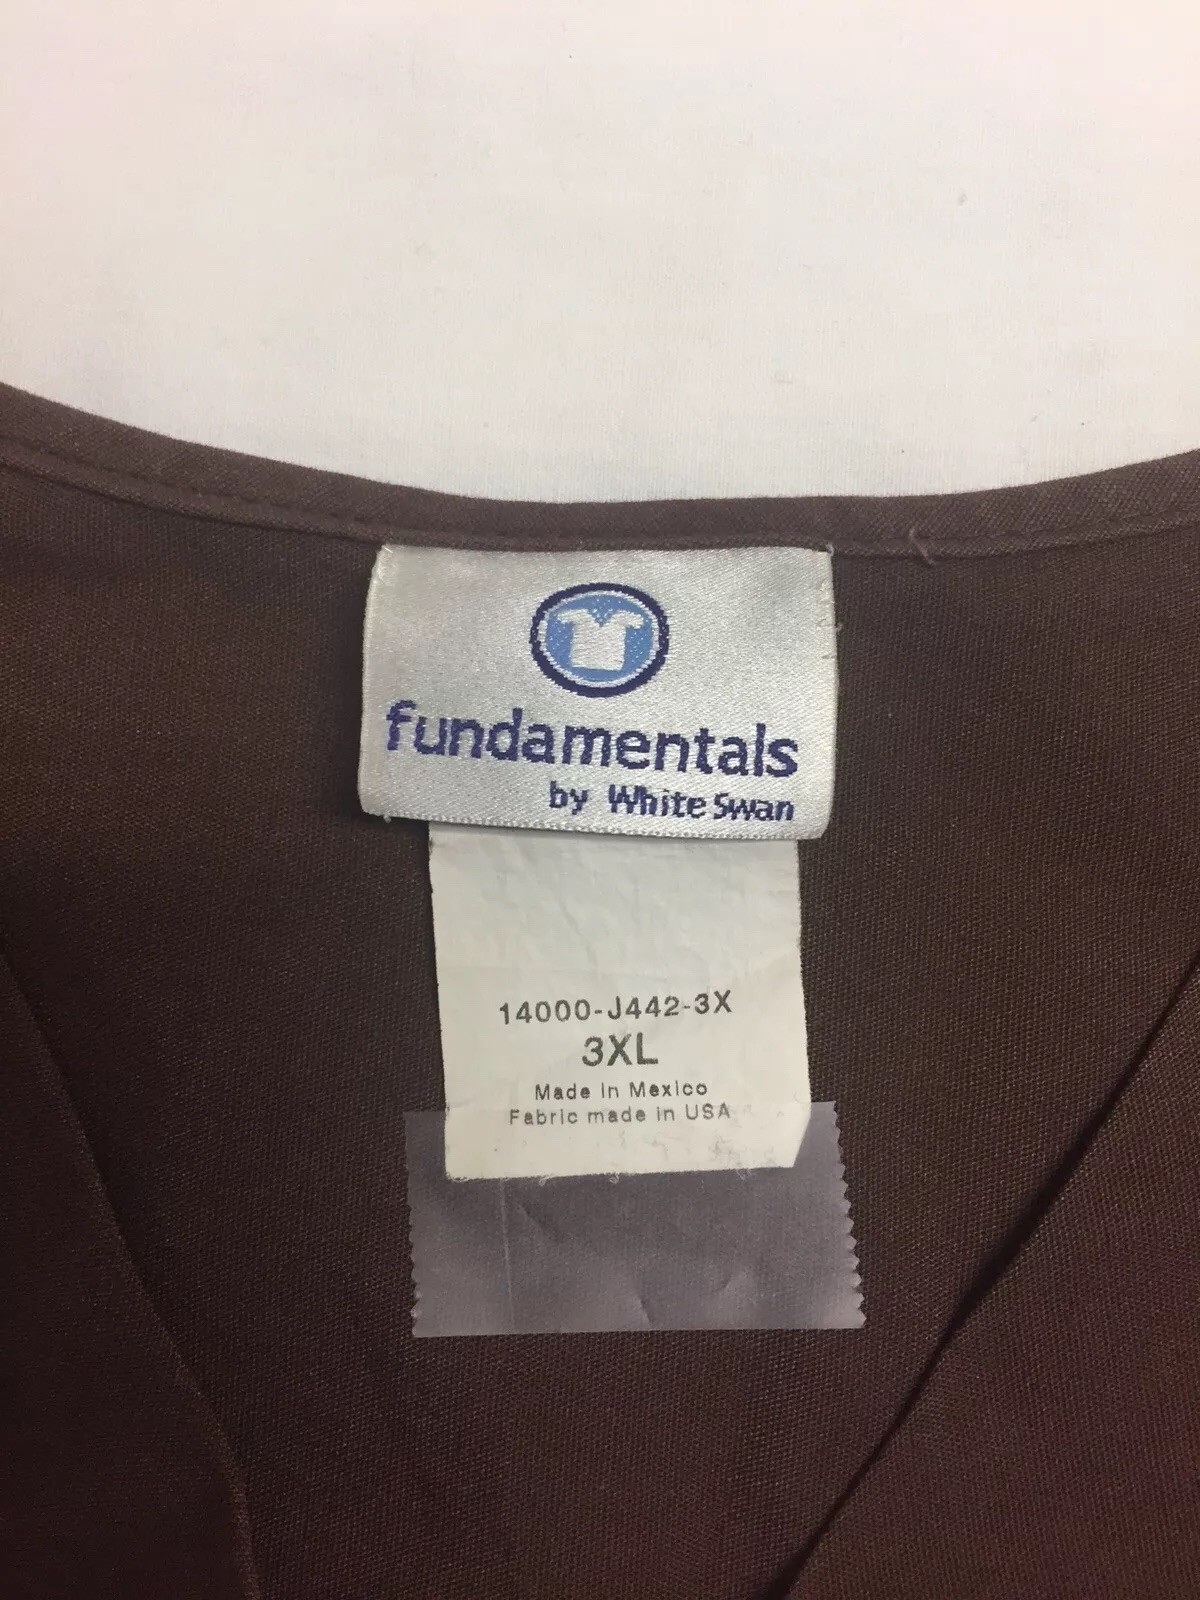 fundamentals
by White Swan
14000-J442-3X
3XL
Made in Mexico
Fabric made in USA